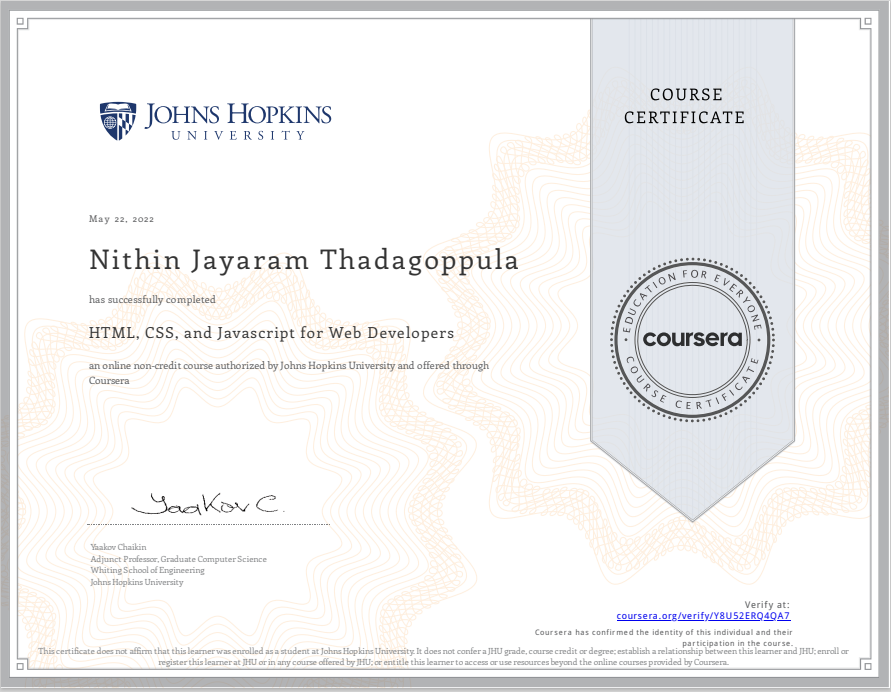 JOHNS HOPKINS
UNIVERSITY
COURSE
CERTIFICATE
May 22, 2022
Nithin Jayaram Thadagoppula
has successfully completed
HTML, CSS, and Javascript for Web Developers
an online non-credit course authorized by Johns Hopkins University and offered through
Coursera
EDUCATION FOR EVERYONE
coursera
COURSE CERTIFICATE
Yaakov C.
Yaakov Chaikin
Adjunct Professor, Graduate Computer Science
Whiting School of Engineering
Johns Hopkins University
Verify at:
coursera.org/verify/Y8U52ERQ4QA7
Coursera has confirmed the identity of this individual and their
participation in the course.
This certificate does not affirm that this learner was enrolled as a student at Johns Hopkins University. It does not confer a JHU grade, course credit or degree; establish a relationship between this learner and JHU; enroll or
register this learner at JHU or in any course offered by JHU; or entitle this learner to access or use resources beyond the online courses provided by Coursera.